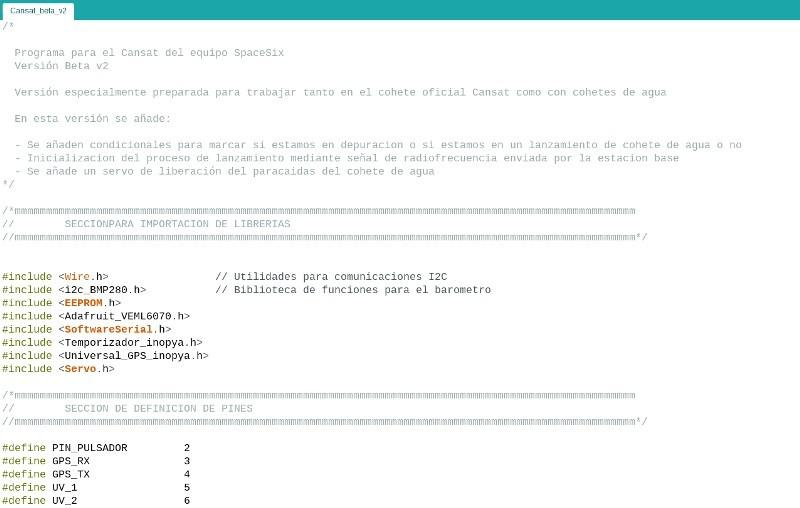 Cansat_beta_v2
/*
Programa para el Cansat del equipo SpaceSix
Versión Beta v2
Versión especialmente preparada para trabajar tanto en el cohete oficial Cansat como con cohetes de agua
En esta versión se añade:
- Se añaden condicionales para marcar si estamos en depuracion o si estamos en un lanzamiento de cohete de agua o no
- Inicializacion del proceso de lanzamiento mediante señal de radiofrecuencia enviada por la estacion base
- Se añade un servo de liberación del paracaidas del cohete de agua
*/
/*mmmmmmmmmmmmmmmmmmmmmmmmmmmmmmmmmmmmmmmmmmmmmmmmmmmmmmmmmmmmmmmmmmmmmmmmmmmmmmmmmmmmmmmmmmmmmmmmmmm
// SECCIONPARA IMPORTACION DE LIBRERIAS
//mmmmmmmmmmmmmmmmmmmmmmmmmmmmmmmmmmmmmmmmmmmmmmmmmmmmmmmmmmmmmmmmmmmmmmmmmmmmmmmmmmmmmmmmmmmmmmmmmmm*/
#include <Wire.h> // Utilidades para comunicaciones I2C
#include <i2c_BMP280.h> // Biblioteca de funciones para el barometro
#include <EEPROM.h>
#include <Adafruit_VEML6070.h>
#include <SoftwareSerial.h>
#include <Temporizador_inopya.h>
#include <Universal_GPS_inopya.h>
#include <Servo.h>
/*mmmmmmmmmmmmmmmmmmmmmmmmmmmmmmmmmmmmmmmmmmmmmmmmmmmmmmmmmmmmmmmmmmmmmmmmmmmmmmmmmmmmmmmmmmmmmmmmmmm
// SECCION DE DEFINICION DE PINES
//mmmmmmmmmmmmmmmmmmmmmmmmmmmmmmmmmmmmmmmmmmmmmmmmmmmmmmmmmmmmmmmmmmmmmmmmmmmmmmmmmmmmmmmmmmmmmmmmmmm*/
#define PIN_PULSADOR 2
#define GPS_RX 3
#define GPS_TX 4
#define UV_1 5
#define UV_2 6